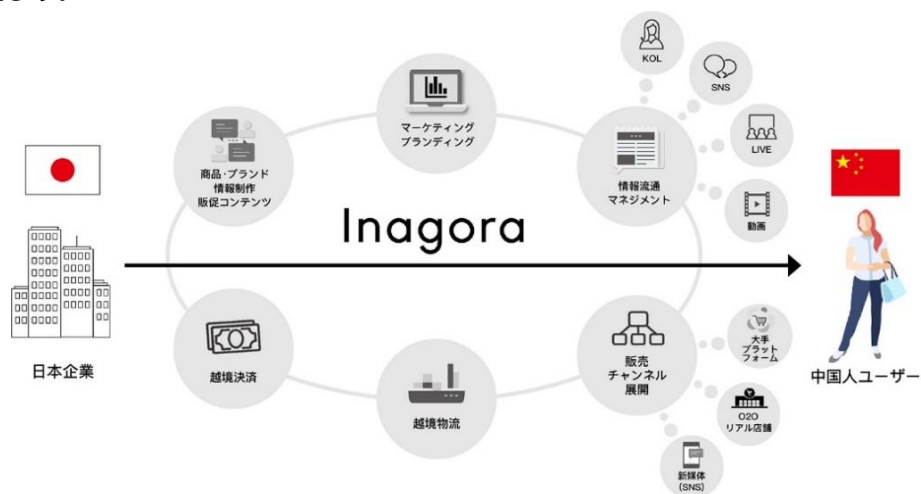 KOL
SNS
LIVE
動画
マーケティング
ブランディング
商品・ブランド
情報制作
販促コンテンツ
情報流通
マネジメント
Inagora
日本企業
中国人ユーザー
越境決済
越境物流
販売
チャンネル
展開
大手
プラット
フォーム
O2O
リアル店舗
新媒体
(SNS)